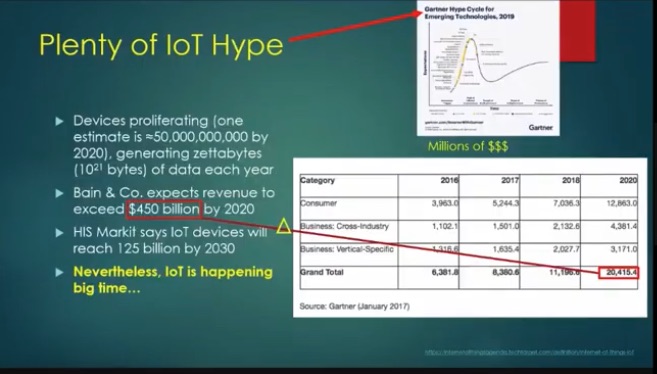 Plenty of IoT Hype
Gartner Hype Cycle for
Emerging Technologies, 2019
Time
Gartner
Devices proliferating (one
estimate is ≈50,000,000,000 by
2020), generating zettabytes
(10²¹ bytes) of data each year
Bain & Co. expects revenue to
exceed $450 billion by 2020
HIS Markit says IoT devices will
reach 125 billion by 2030
Nevertheless, IoT is happening
big time...
Millions of $$$
Category 2016 2017 2018 2020
Consumer 3,963.0 5,244.3 7,036.3 12,863.0
Business: Cross-Industry 1,102.1 1,501.0 2,132.6 4,381.4
Business: Vertical-Specific 1,316.6 1,635.4 2,027.7 3,171.0
Grand Total 6,381.8 8,380.6 11,196.6 20,415.4
Source: Gartner (January 2017)